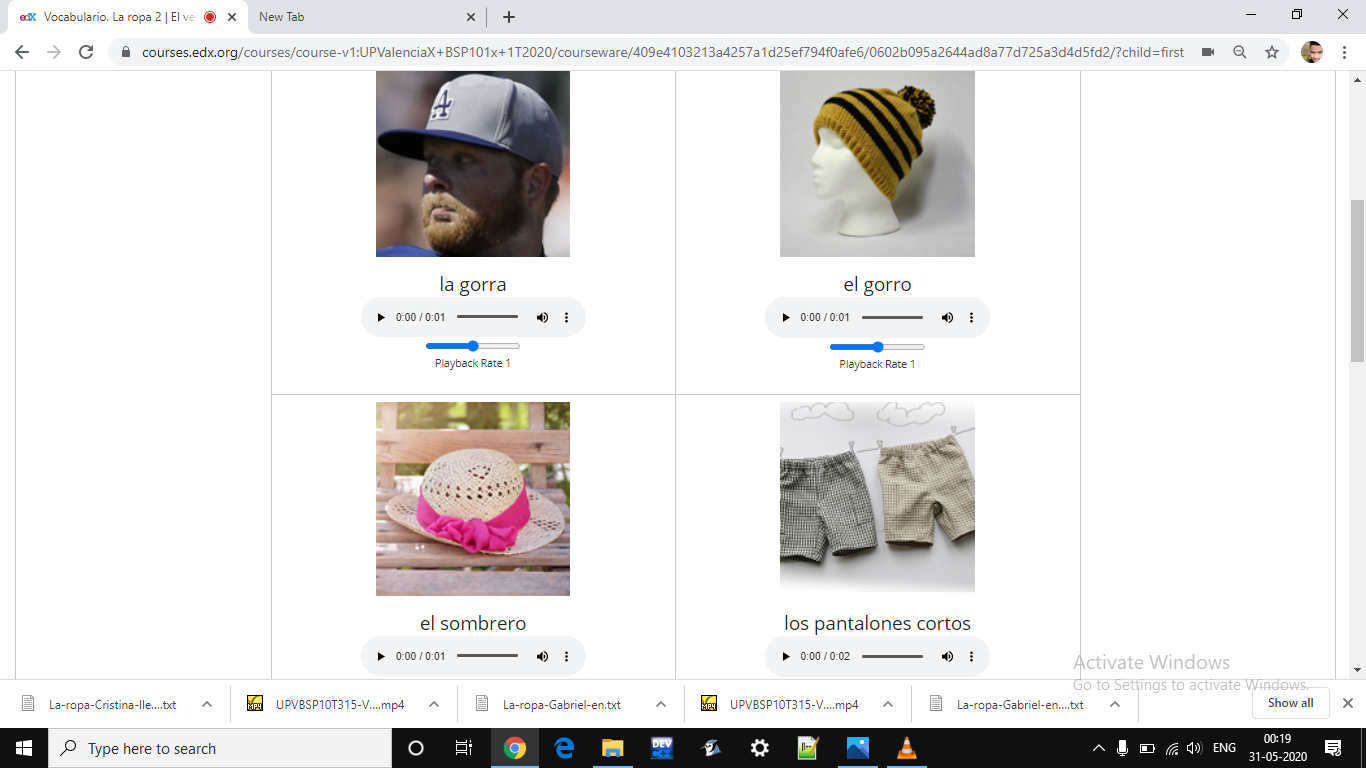 edX Vocabulario. La ropa 2 | El ve
New Tab
courses.edx.org/courses/course-v1:UPValenciaX+BSP101x+1T2020/courseware/409e4103213a4257a1d25ef794f0afe6/0602b095a2644ad8a77d725a3d4d5fd2/?child=first
A
la gorra
0:00 / 0:01
Playback Rate 1
el gorro
0:00 / 0:01
Playback Rate 1
el sombrero
0:00 / 0:01
los pantalones cortos
0:00 / 0:02
Activate Windows
Go to Settings to activate Windows.
La-ropa-Cristina-Ile....txt
UPVBSP10T315-V....mp4
La-ropa-Gabriel-en.txt
UPVBSP10T315-V....mp4
La-ropa-Gabriel-en....txt
Show all
Type here to search
DEV
ENG
00:19
31-05-2020